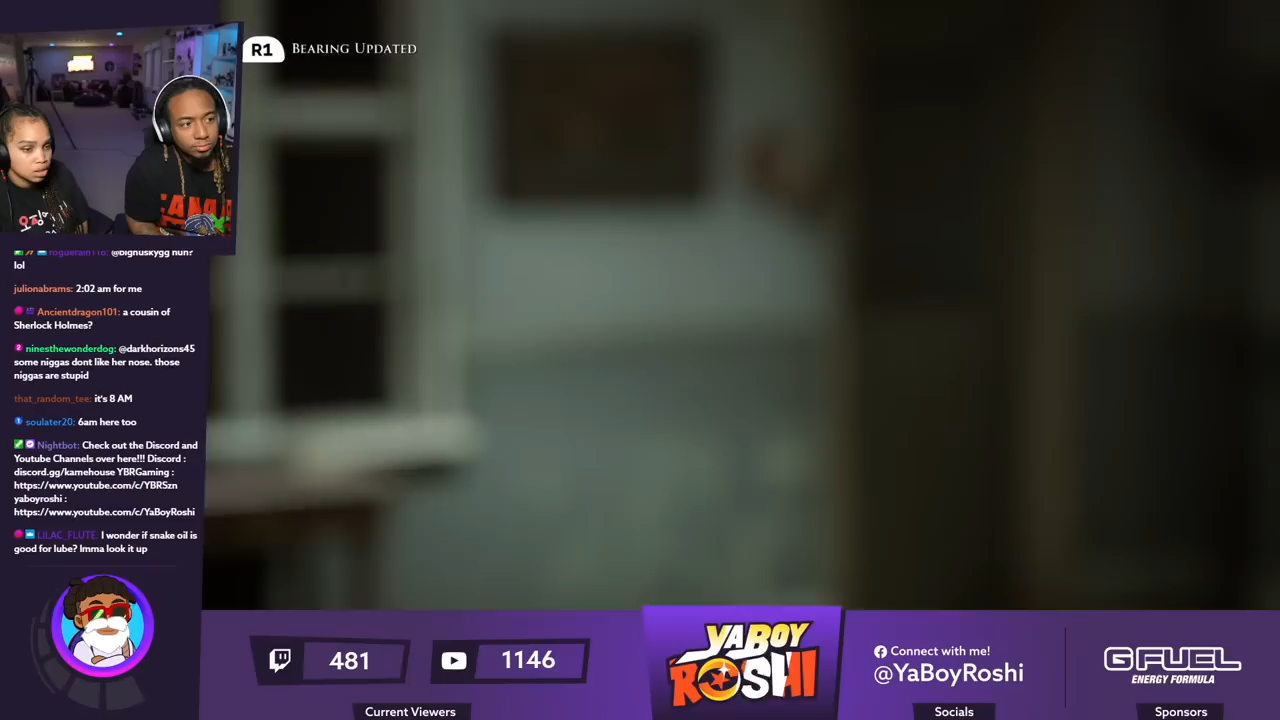 R1 BEARING UPDATED
lol
julionabrams: 2:02 am for me
Ancientdragon101: a cousin of
Sherlock Holmes?
2 ninesthewonderdog: @darkhorizons45
some niggas dont like her nose. those
niggas are stupid
that_random_tee: it's 8 AM
1 soulater20: 6am here too
Nightbot: Check out the Discord and
Youtube Channels over here!!! Discord :
discord.gg/kamehouse YBRGaming :
https://www.youtube.com/c/YBRSzn
yaboyroshi :
https://www.youtube.com/c/YaBoyRoshi
LILAC_FLUTE: I wonder if snake oil is
good for lube? Imma look it up
481
1146
Current Viewers
YABOY
ROSHI
Connect with me!
@YaBoyRoshi
Socials
GFUEL
ENERGY FORMULA
Sponsors